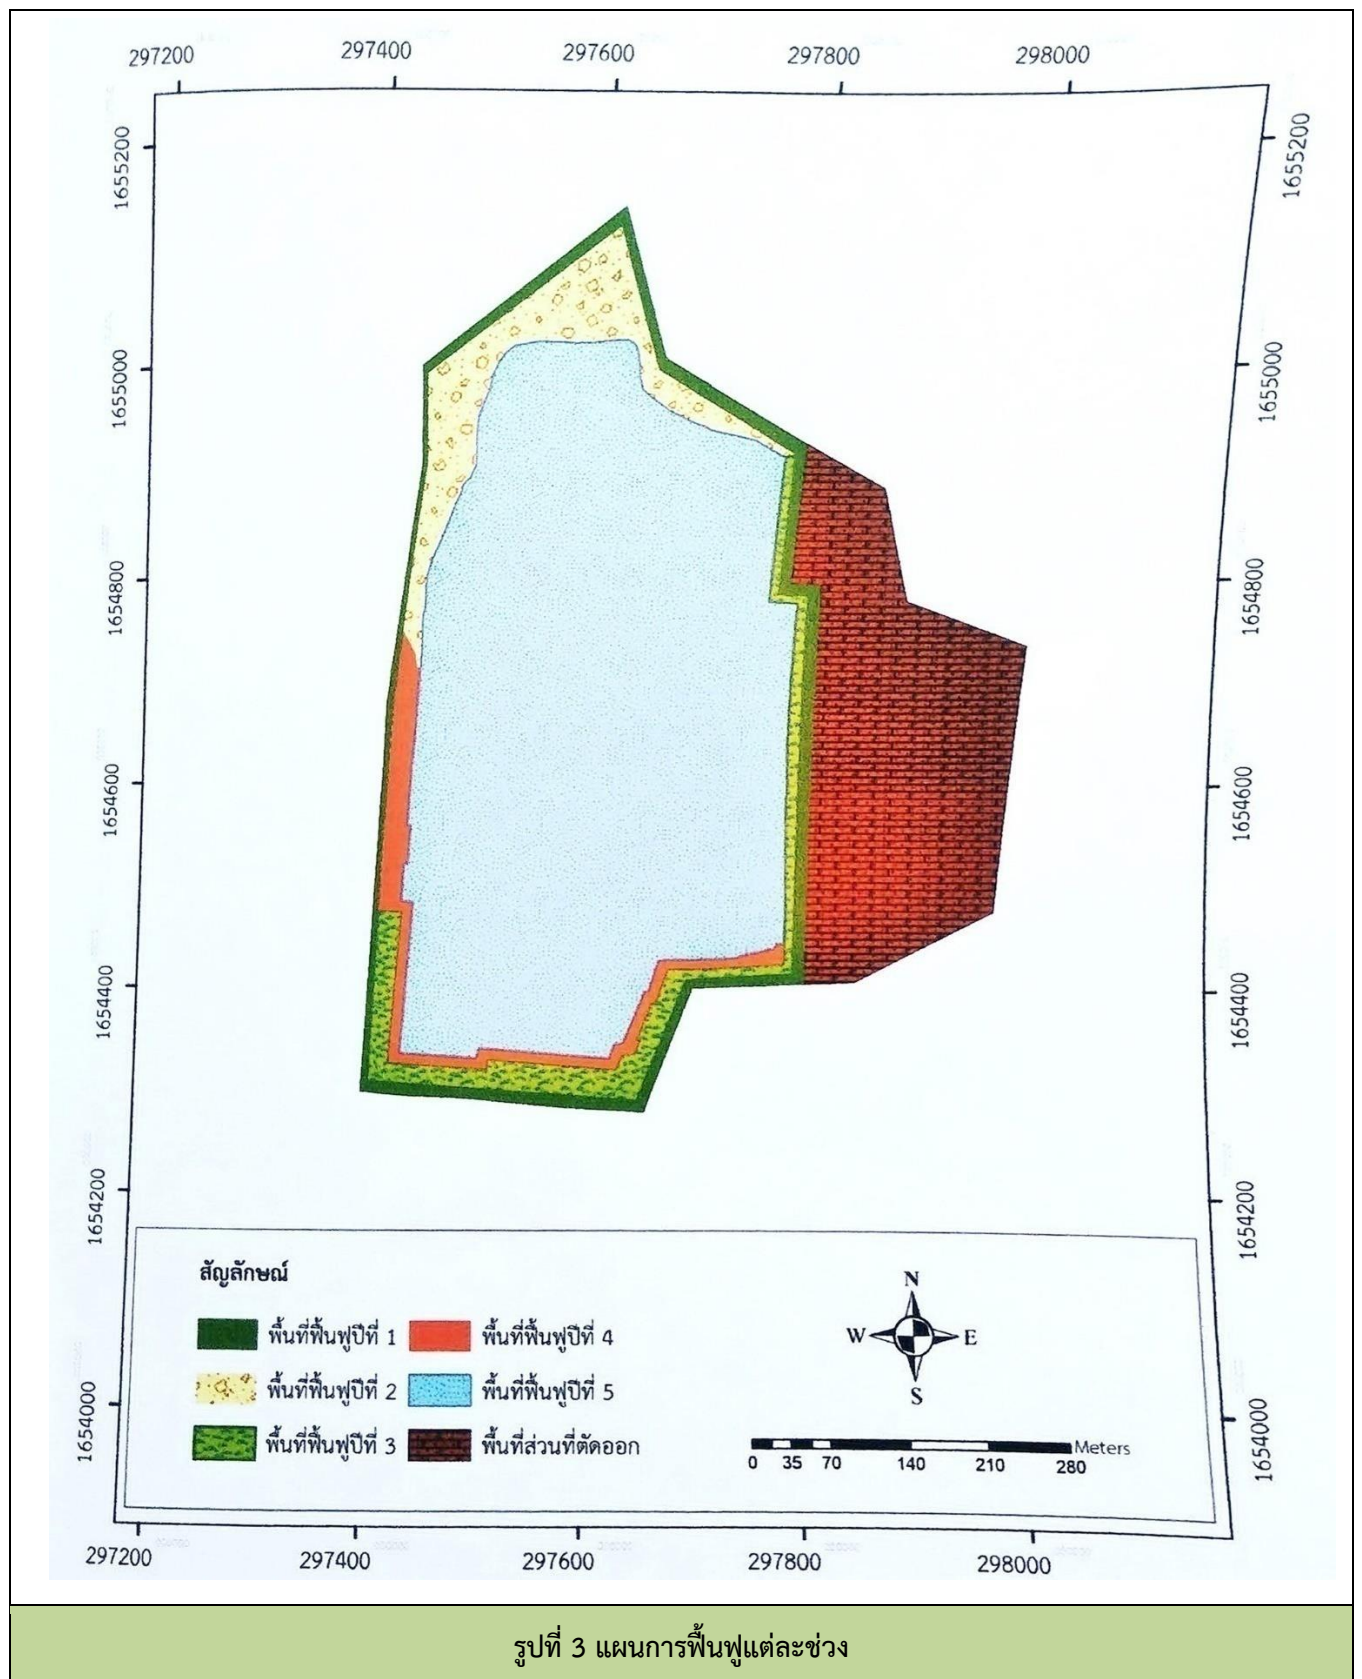 297200 297400 297600 297800 298000
1655200 1655200
1655000 1655000
1654800 1654800
1654600 1654600
1654400 1654400
1654200 1654200
สัญลักษณ์
พื้นที่ฟื้นฟูปีที่ 1 พื้นที่ฟื้นฟูปีที่ 4
พื้นที่ฟื้นฟูปีที่ 2 พื้นที่ฟื้นฟูปีที่ 5
พื้นที่ฟื้นฟูปีที่ 3 พื้นที่ส่วนที่ตัดออก
N
W E
S
Meters
0 35 70 140 210 280
1654000 1654000
297200 297400 297600 297800 298000
รูปที่ 3 แผนการฟื้นฟูแต่ละช่วง